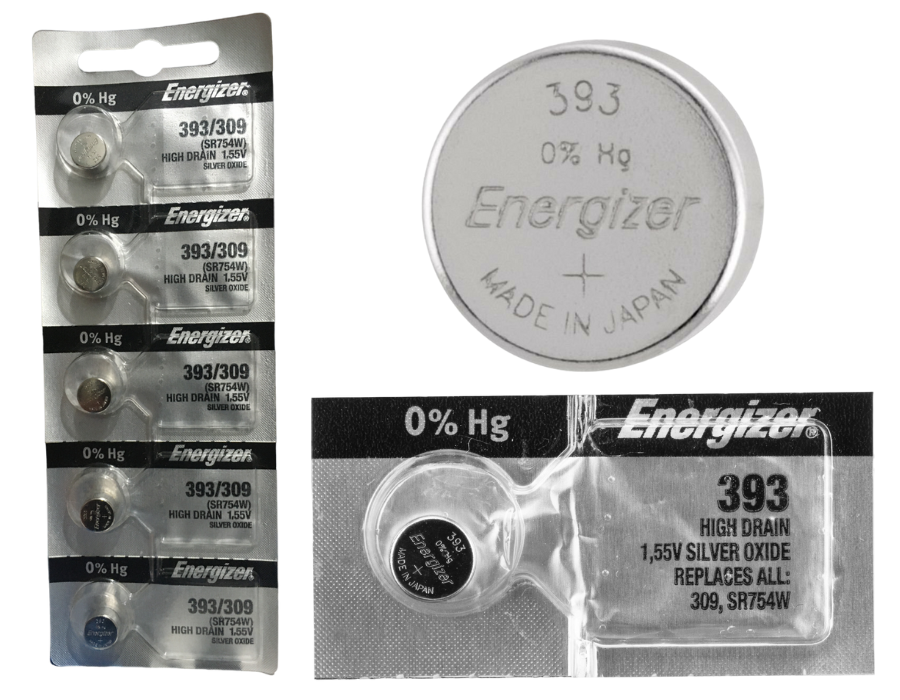 0% Hg Energizer
393/309
(SR754W)
HIGH DRAIN 1.55V
SILVER OXIDE
0% Hg Energizer
393/309
(SR754W)
HIGH DRAIN 1.55V
SILVER OXIDE
0% Hg Energizer
393/309
(SR754W)
HIGH DRAIN 1.55V
SILVER OXIDE
0% Hg Energizer
393/309
(SR754W)
HIGH DRAIN 1.55V
SILVER OXIDE
0% Hg Energizer
393/309
(SR754W)
HIGH DRAIN 1.55V
SILVER OXIDE
Energizer
393
0% Hg
Energizer
+
MADE IN JAPAN
0% Hg Energizer®
393
HIGH DRAIN
1,55V SILVER OXIDE
REPLACES ALL:
309, SR754W
393
0% Hg
Energizer
+
MADE IN JAPAN